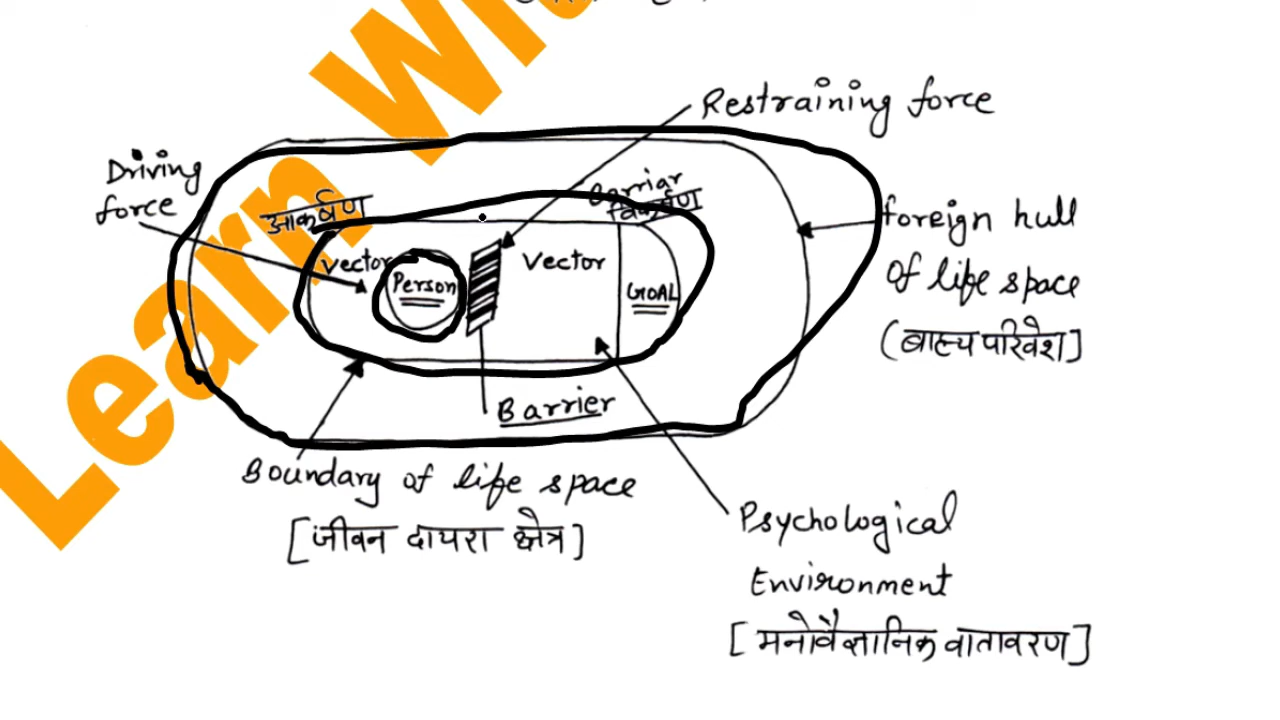 Learn Wi
Restraining force
Driving
force
आकर्षण
Barriar
विकर्षण
vector
Person
Vector
GOAL
foreign hull
of life space
(बाह्य परिवेश]
Barrier
Boundary of life space
[जीवन दायरा क्षेत्र]
Psychological
Environment
[मनोवैज्ञानिक वातावरण]